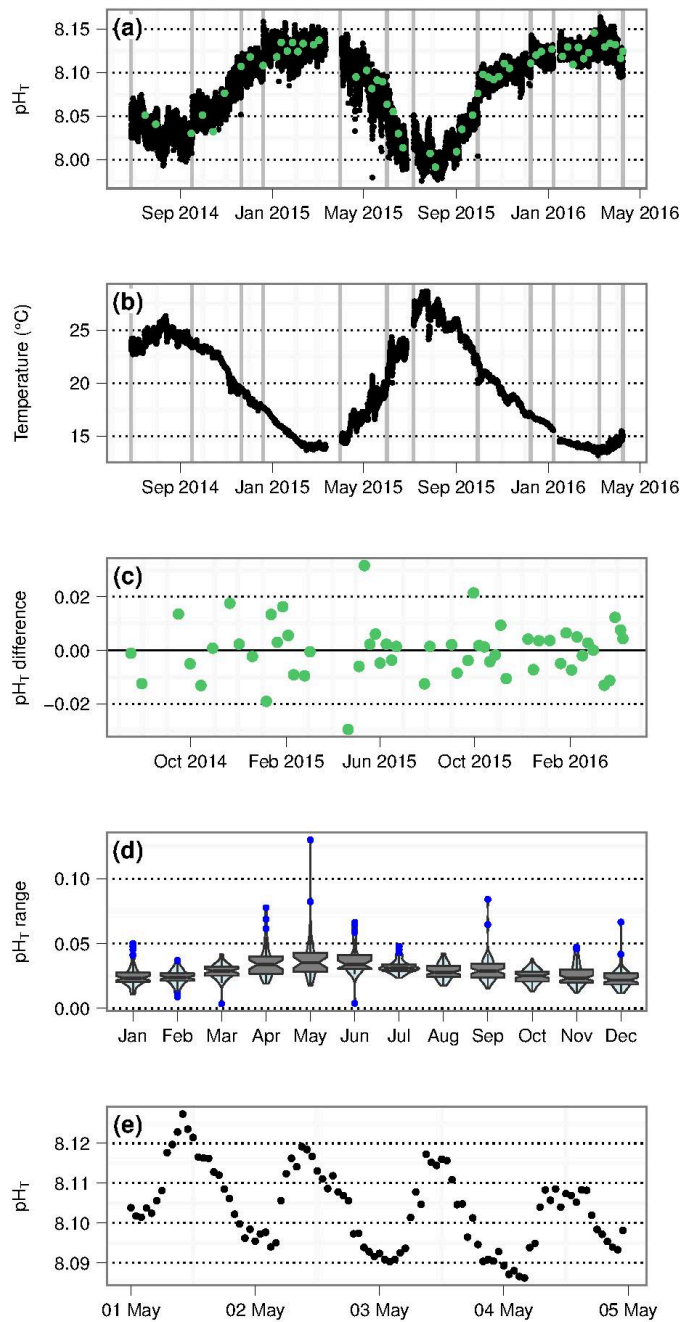 (a)
8.15
8.10
8.05
8.00
pHT
Sep 2014 Jan 2015 May 2015 Sep 2015 Jan 2016 May 2016
(b)
25
20
15
Temperature (°C)
Sep 2014 Jan 2015 May 2015 Sep 2015 Jan 2016 May 2016
(c)
0.02
0.00
−0.02
pHT difference
Oct 2014 Feb 2015 Jun 2015 Oct 2015 Feb 2016
(d)
0.10
0.05
0.00
pHT range
Jan Feb Mar Apr May Jun Jul Aug Sep Oct Nov Dec
(e)
8.12
8.11
8.10
8.09
pHT
01 May 02 May 03 May 04 May 05 May